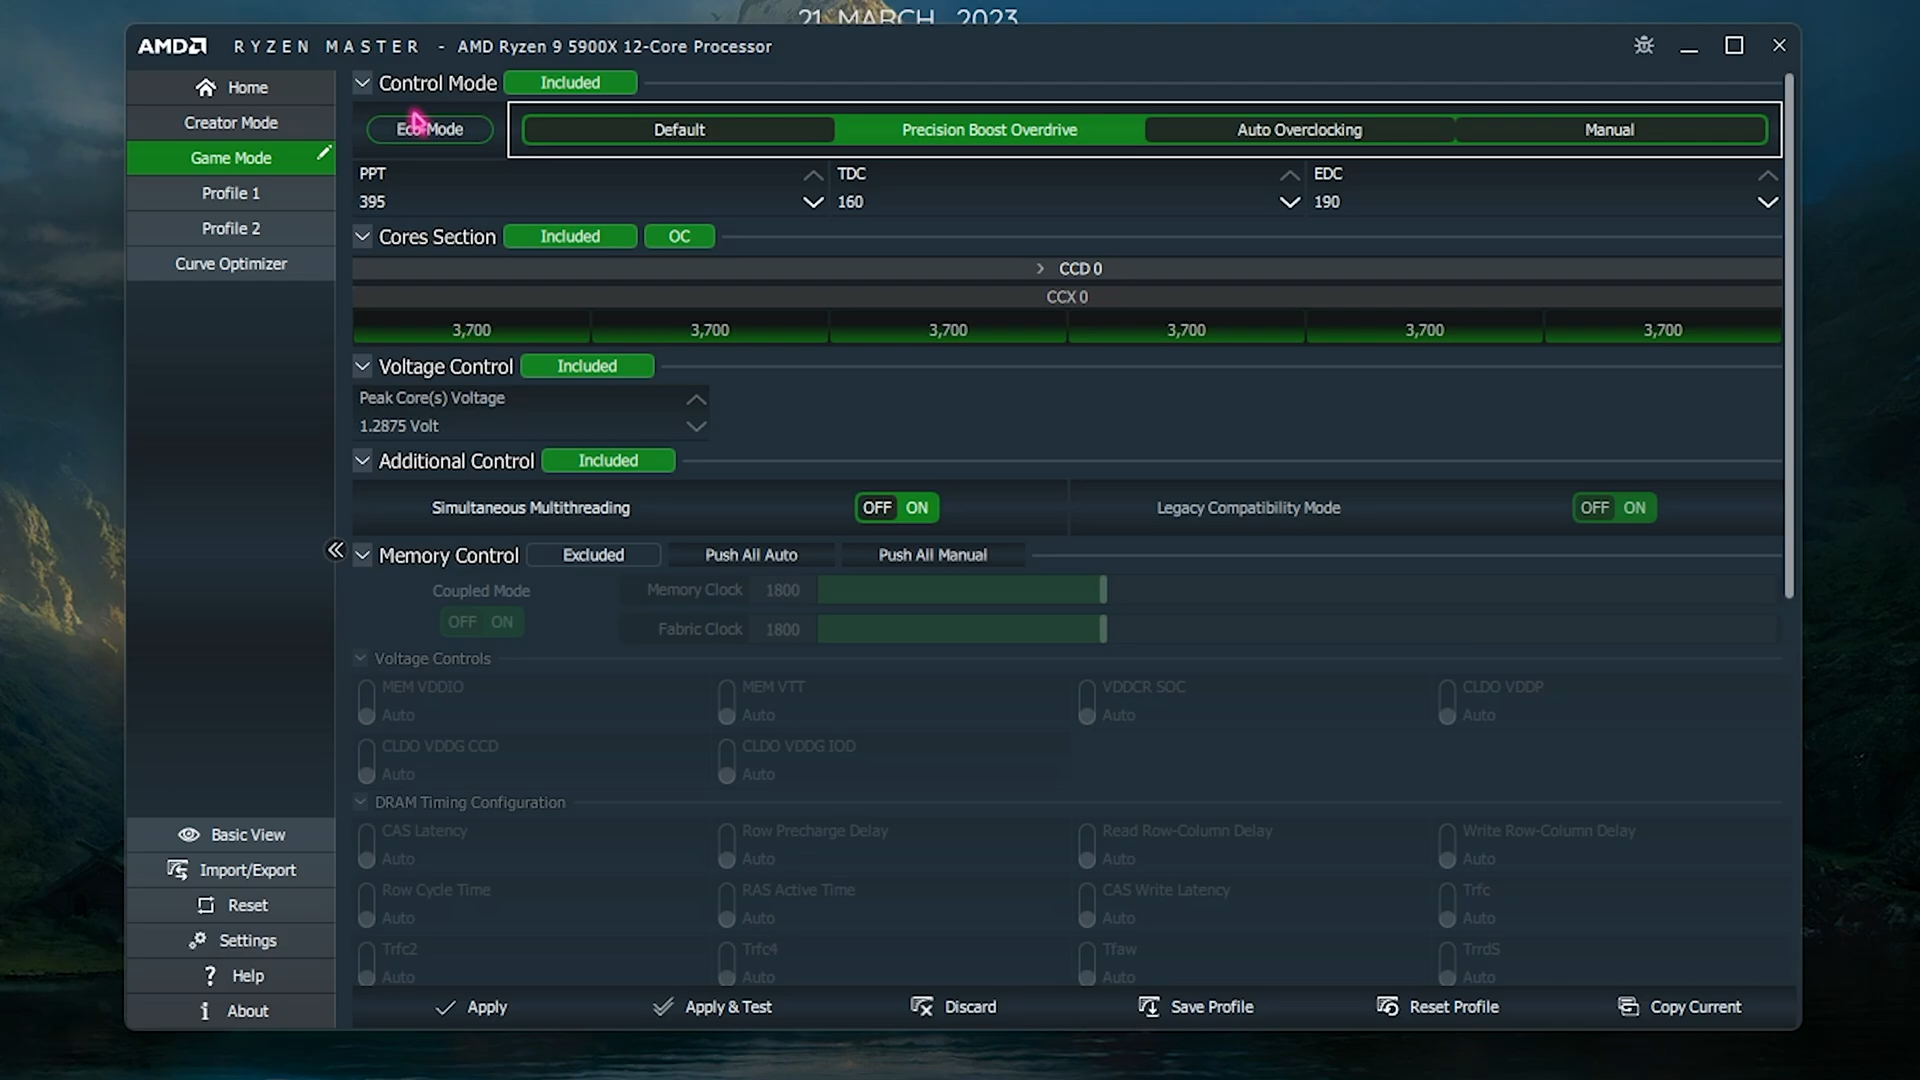 21 MARCH, 2023
AMD RYZEN MASTER - AMD Ryzen 9 5900X 12-Core Processor
Home
Creator Mode
Game Mode
Profile 1
Profile 2
Curve Optimizer
Basic View
Import/Export
Reset
Settings
Help
About
Control Mode Included
Eco Mode Default Precision Boost Overdrive Auto Overclocking Manual
PPT TDC EDC
395 160 190
Cores Section Included OC
CCD 0
CCX 0
3,700 3,700 3,700 3,700 3,700 3,700
Voltage Control Included
Peak Core(s) Voltage
1.2875 Volt
Additional Control Included
Simultaneous Multithreading OFF ON Legacy Compatibility Mode OFF ON
Memory Control Excluded Push All Auto Push All Manual
Coupled Mode Memory Clock 1800
OFF ON Fabric Clock 1800
Voltage Controls
MEM VDDIO MEM VTT VDDCR SOC CLDO VDDP
Auto Auto Auto Auto
CLDO VDDG CCD CLDO VDDG IOD
Auto Auto
DRAM Timing Configuration
CAS Latency Row Precharge Delay Read Row-Column Delay Write Row-Column Delay
Auto Auto Auto Auto
Row Cycle Time RAS Active Time CAS Write Latency Trfc
Auto Auto Auto Auto
Trfc2 Trfc4 Tfaw TrrdS
Auto Auto Auto Auto
Apply Apply & Test Discard Save Profile Reset Profile Copy Current